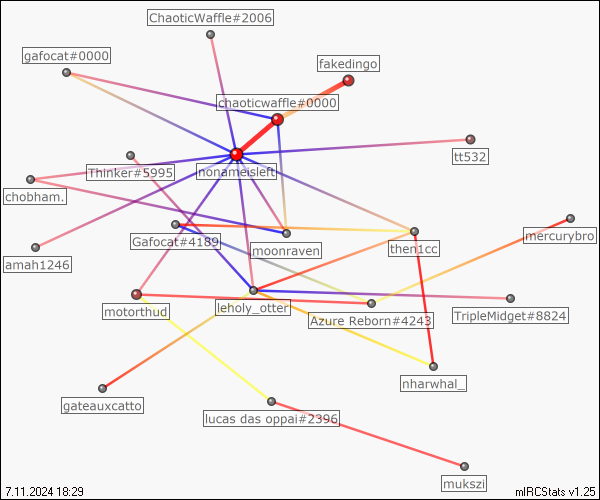 ChaoticWaffle#2006
gafocat#0000
fakedingo
chaoticwaffle#0000
tt532
Thinker#5995
nonameisleft
chobham.
mercurybro
Gafocat#4189
moonraven
then1cc
amah1246
motorthud
leholy_otter
Azure Reborn#4243
TripleMidget#8824
nharwhal_
gateauxcatto
lucas das oppai#2396
mukszi
7.11.2024 18:29
mIRCStats v1.25